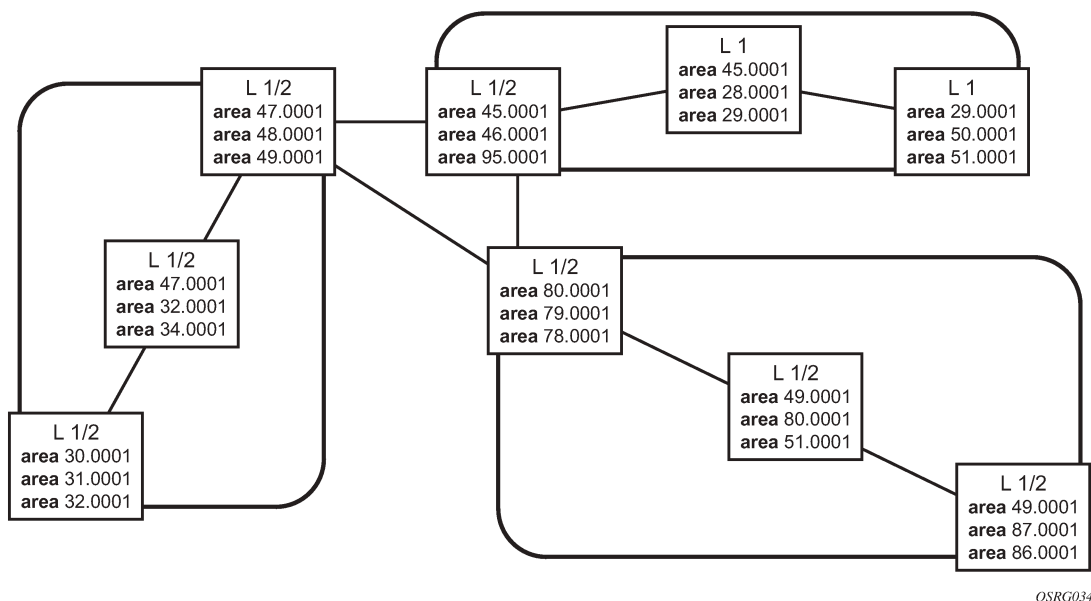 L 1/2
area 47.0001
area 48.0001
area 49.0001
L 1/2
area 45.0001
area 46.0001
area 95.0001
L 1
area 45.0001
area 28.0001
area 29.0001
L 1
area 29.0001
area 50.0001
area 51.0001
L 1/2
area 47.0001
area 32.0001
area 34.0001
L 1/2
area 30.0001
area 31.0001
area 32.0001
L 1/2
area 80.0001
area 79.0001
area 78.0001
L 1/2
area 49.0001
area 80.0001
area 51.0001
L 1/2
area 49.0001
area 87.0001
area 86.0001
OSRG034